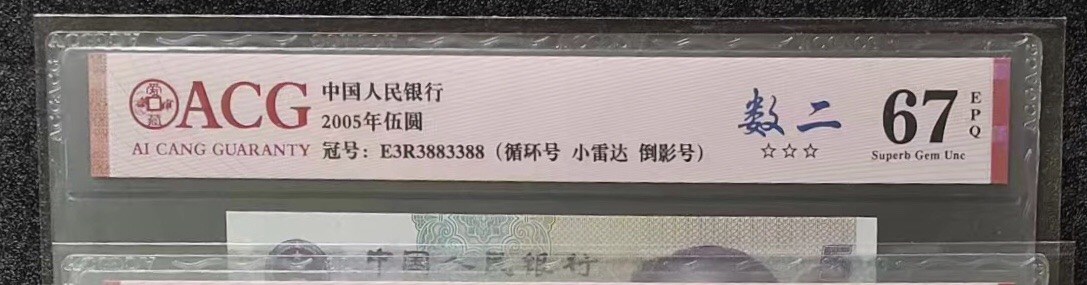 ACG
AI CANG GUARANTY
中国人民银行
2005年伍圆
冠号：E3R3883388（循环号 小雷达 倒影号）
数二
☆☆☆
67
EPQ
Superb Gem Unc
中国人民银行